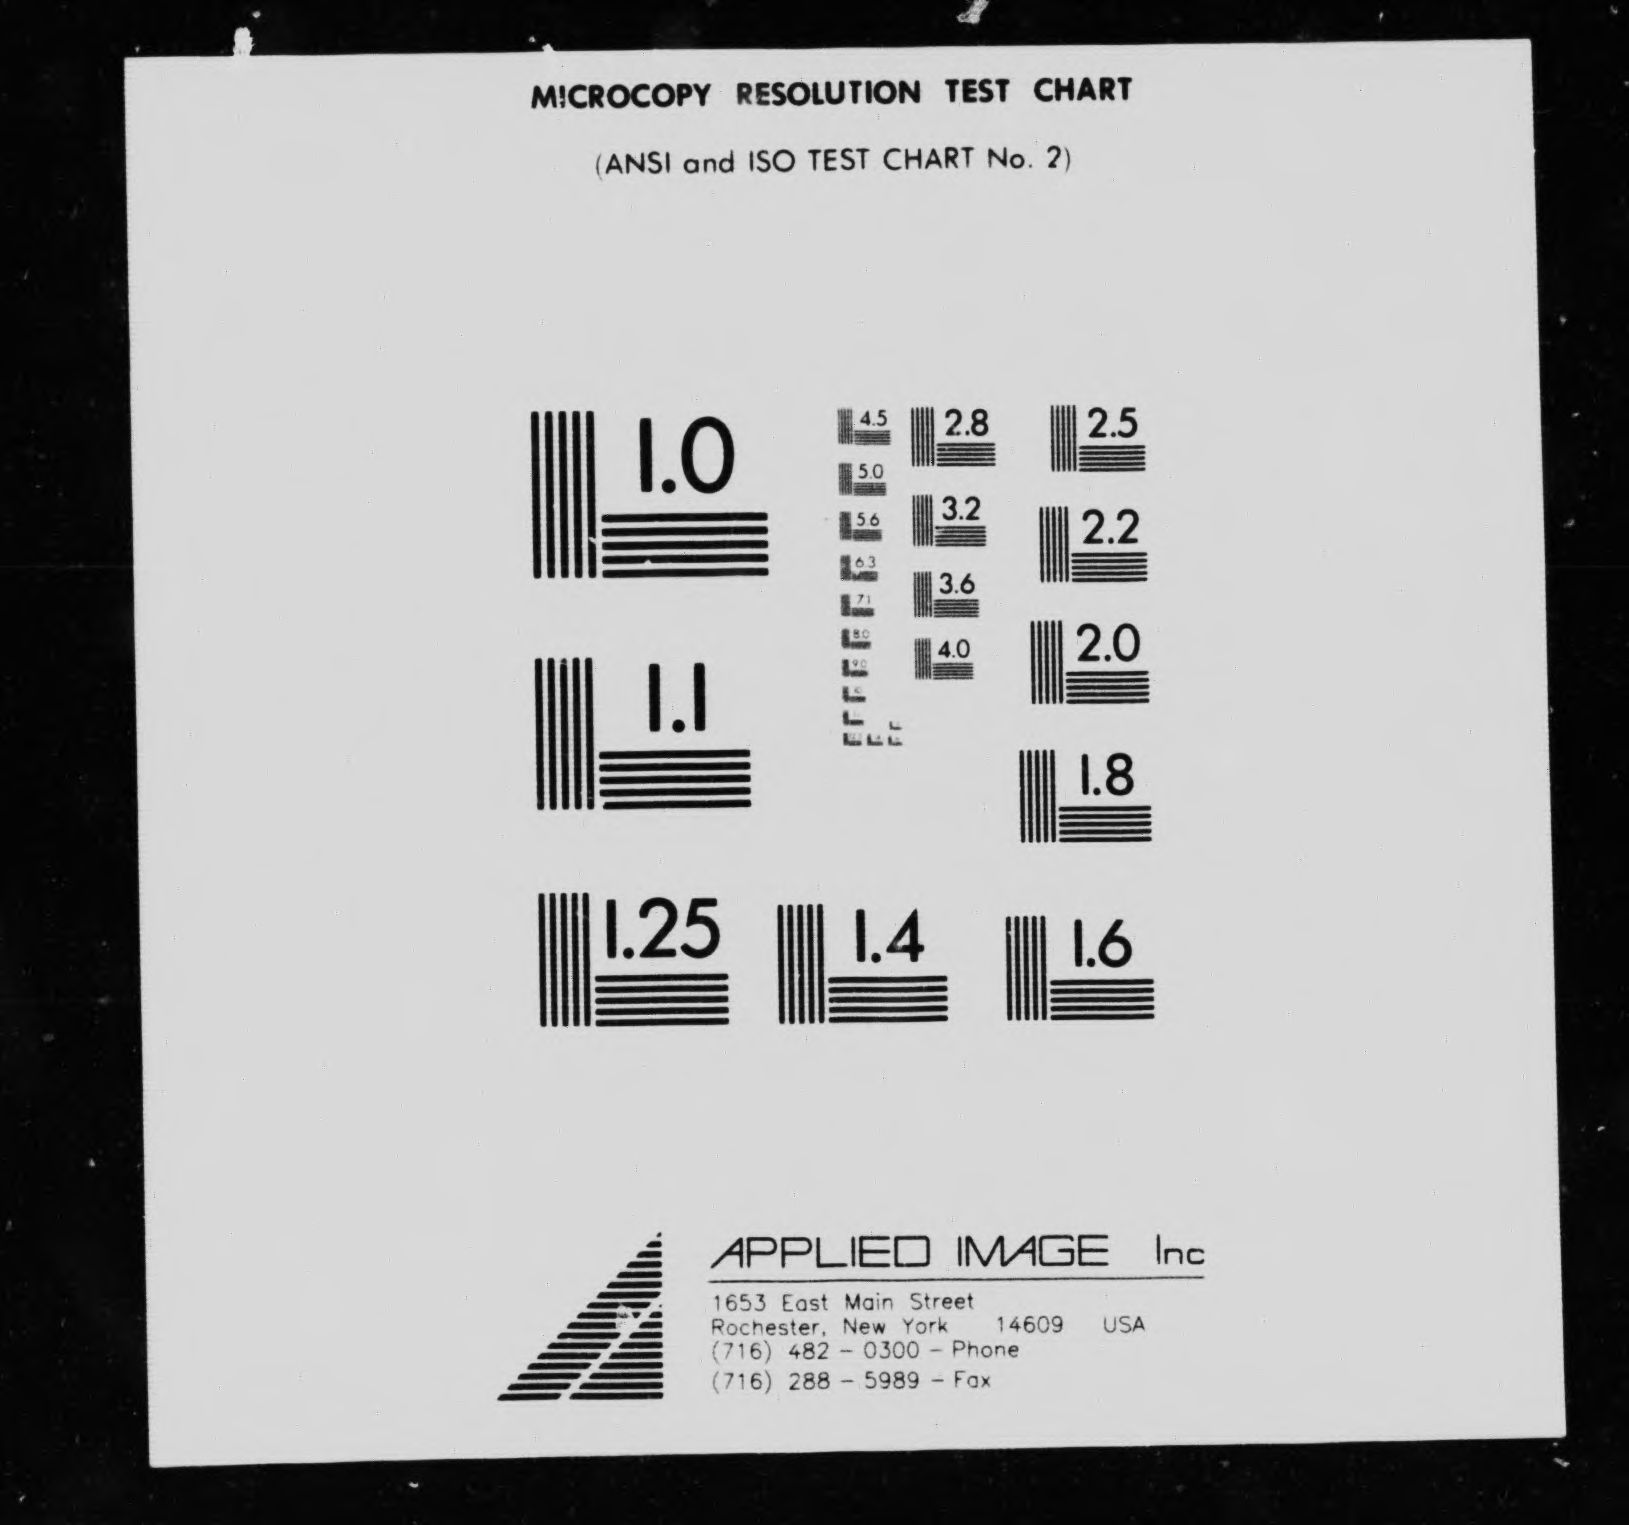 MICROCOPY RESOLUTION TEST CHART
(ANSI and ISO TEST CHART No. 2)
1.0
1.1
1.25
1.4
1.6
1.8
2.0
2.2
2.5
2.8
3.2
3.6
4.0
4.5
5.0
5.6
6.3
7.1
8.0
9.0
APPLIED IMAGE Inc
1653 East Main Street
Rochester, New York 14609 USA
(716) 482 - 0300 - Phone
(716) 288 - 5989 - Fax